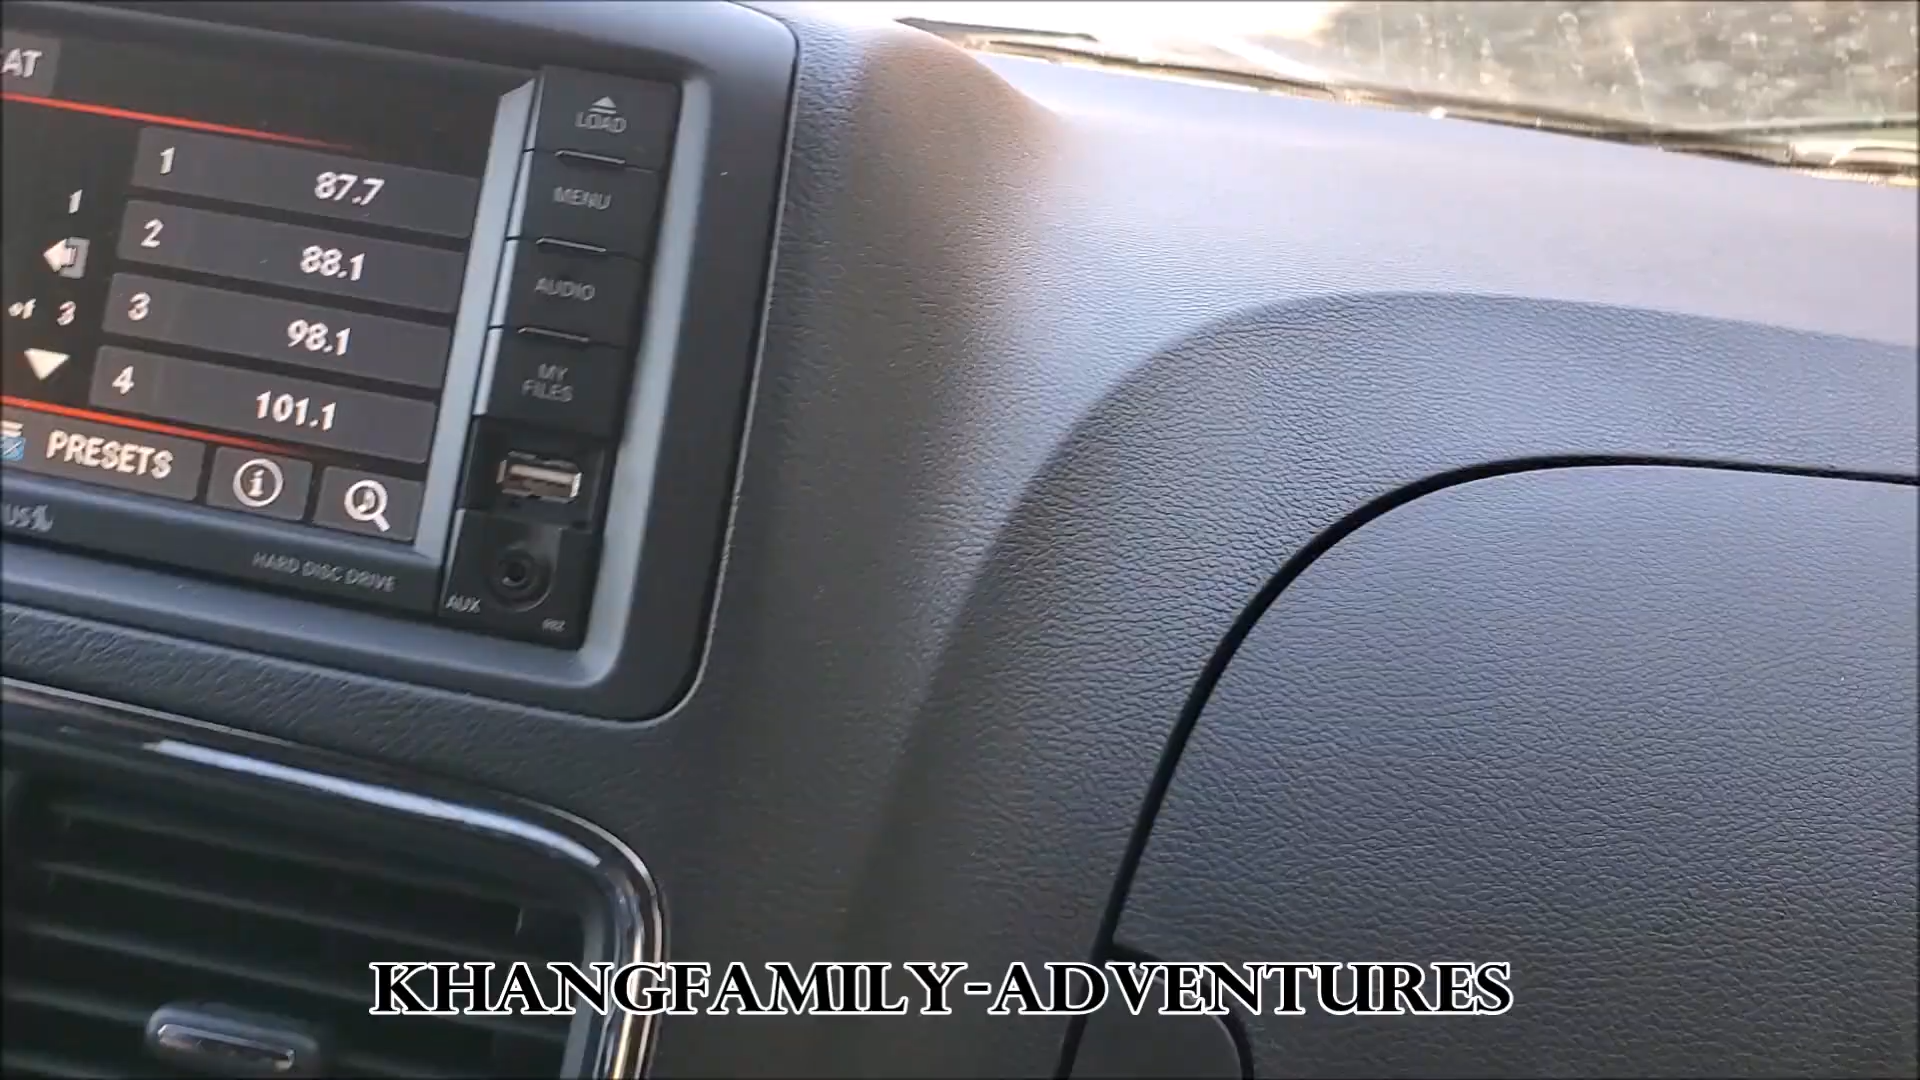 AT
1 87.7
1
2 88.1
of 3
3 98.1
4 101.1
PRESETS
i
HARD DISC DRIVE
LOAD
MENU
AUDIO
MY
FILES
AUX
KHANGFAMILY-ADVENTURES